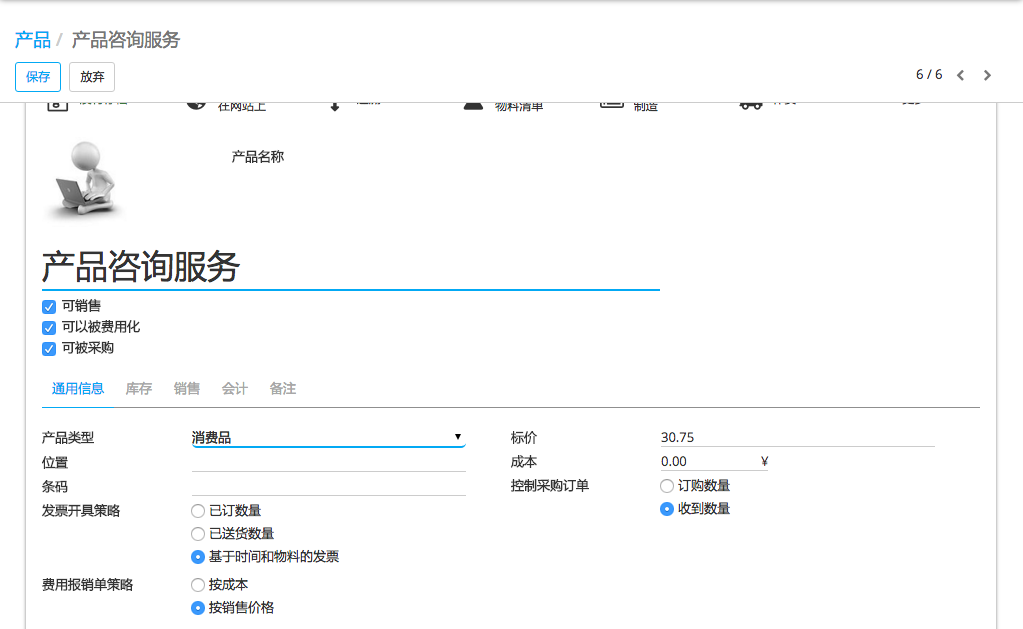 产品 / 产品咨询服务
保存 放弃 6 / 6
在网站上 物料清单 制造
产品名称
产品咨询服务
可销售
可以被费用化
可被采购
通用信息 库存 销售 会计 备注
产品类型 消费品 标价 30.75
位置 成本 0.00 ¥
条码 控制采购订单 订购数量
发票开具策略 已订数量 收到数量
已送货数量
基于时间和物料的发票
费用报销单策略 按成本
按销售价格